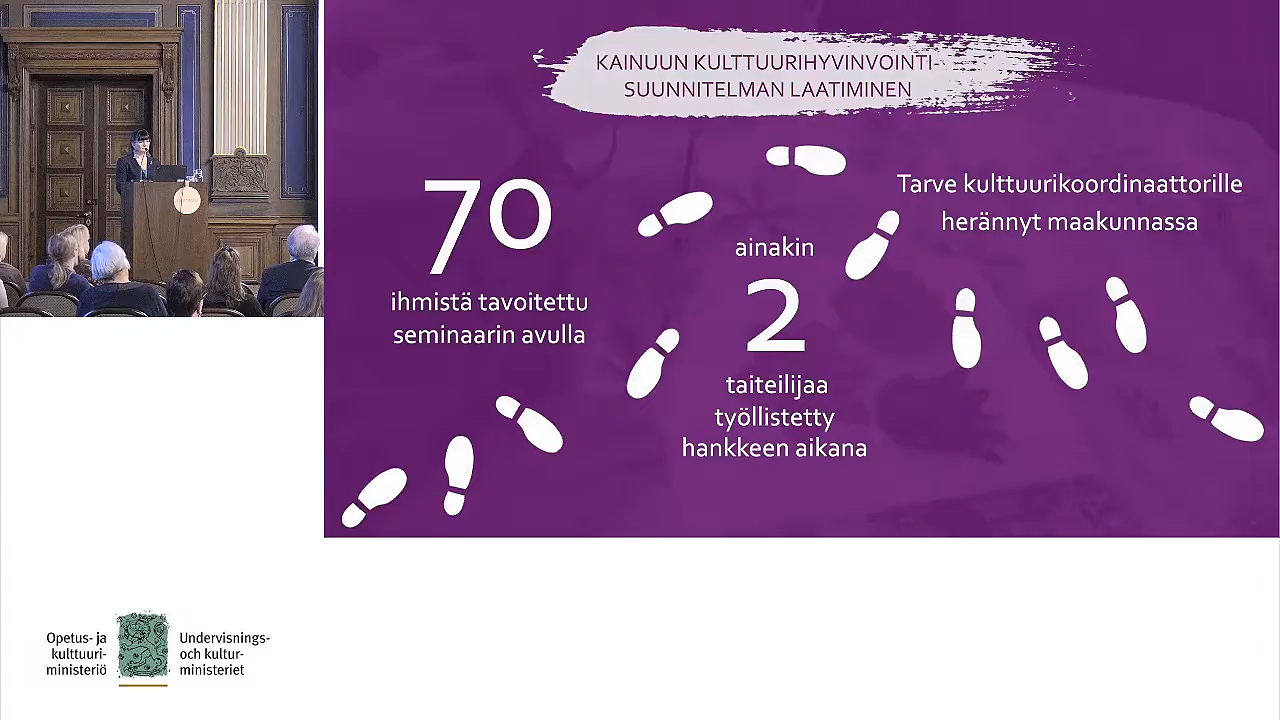 KAINUUN KULTTUURIHYVINVOINTI-
SUUNNITELMAN LAATIMINEN
70
ihmistä tavoitettu
seminaarin avulla
ainakin
2
taiteilijaa
työllistetty
hankkeen aikana
Tarve kulttuurikoordinaattorille
herännyt maakunnassa
Opetus- ja
kulttuuri-
ministeriö
Undervisnings-
och kultur-
ministeriet